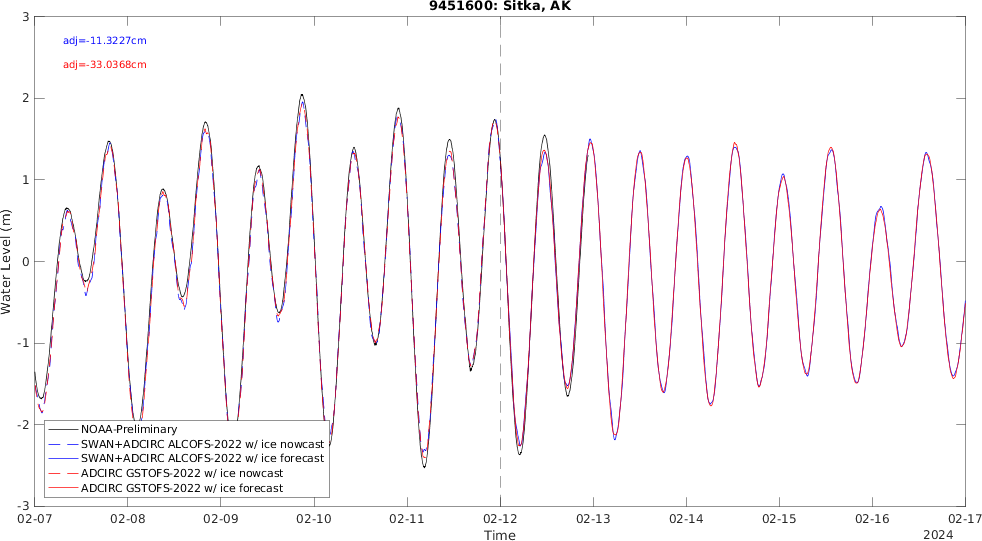 9451600: Sitka, AK
adj=-11.3227cm
adj=-33.0368cm
Water Level (m)
3
2
1
0
-1
-2
-3
NOAA-Preliminary
SWAN+ADCIRC ALCOFS-2022 w/ ice nowcast
SWAN+ADCIRC ALCOFS-2022 w/ ice forecast
ADCIRC GSTOFS-2022 w/ ice nowcast
ADCIRC GSTOFS-2022 w/ ice forecast
02-07 02-08 02-09 02-10 02-11 02-12 02-13 02-14 02-15 02-16 02-17
Time
2024